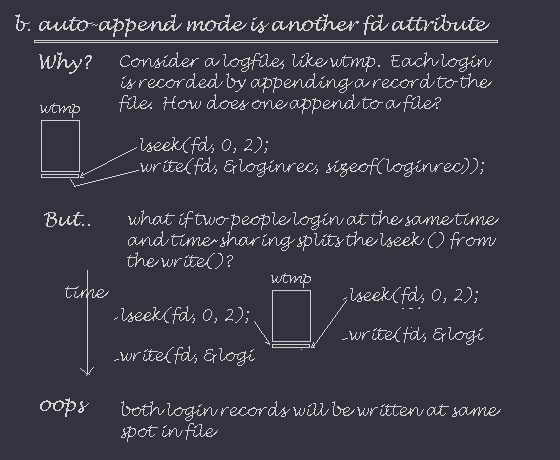 b. auto-append mode is another fd attribute
Why? Consider a logfile, like wtmp. Each login
is recorded by appending a record to the
file. How does one append to a file?
wtmp
lseek(fd, 0, 2);
write(fd, &loginrec, sizeof(loginrec));
But.. what if two people login at the same time
and time-sharing splits the lseek () from
the write()?
wtmp
time
lseek(fd, 0, 2);
lseek(fd, 0, 2);
write(fd, &logi
write(fd, &logi
oops both login records will be written at same
spot in file